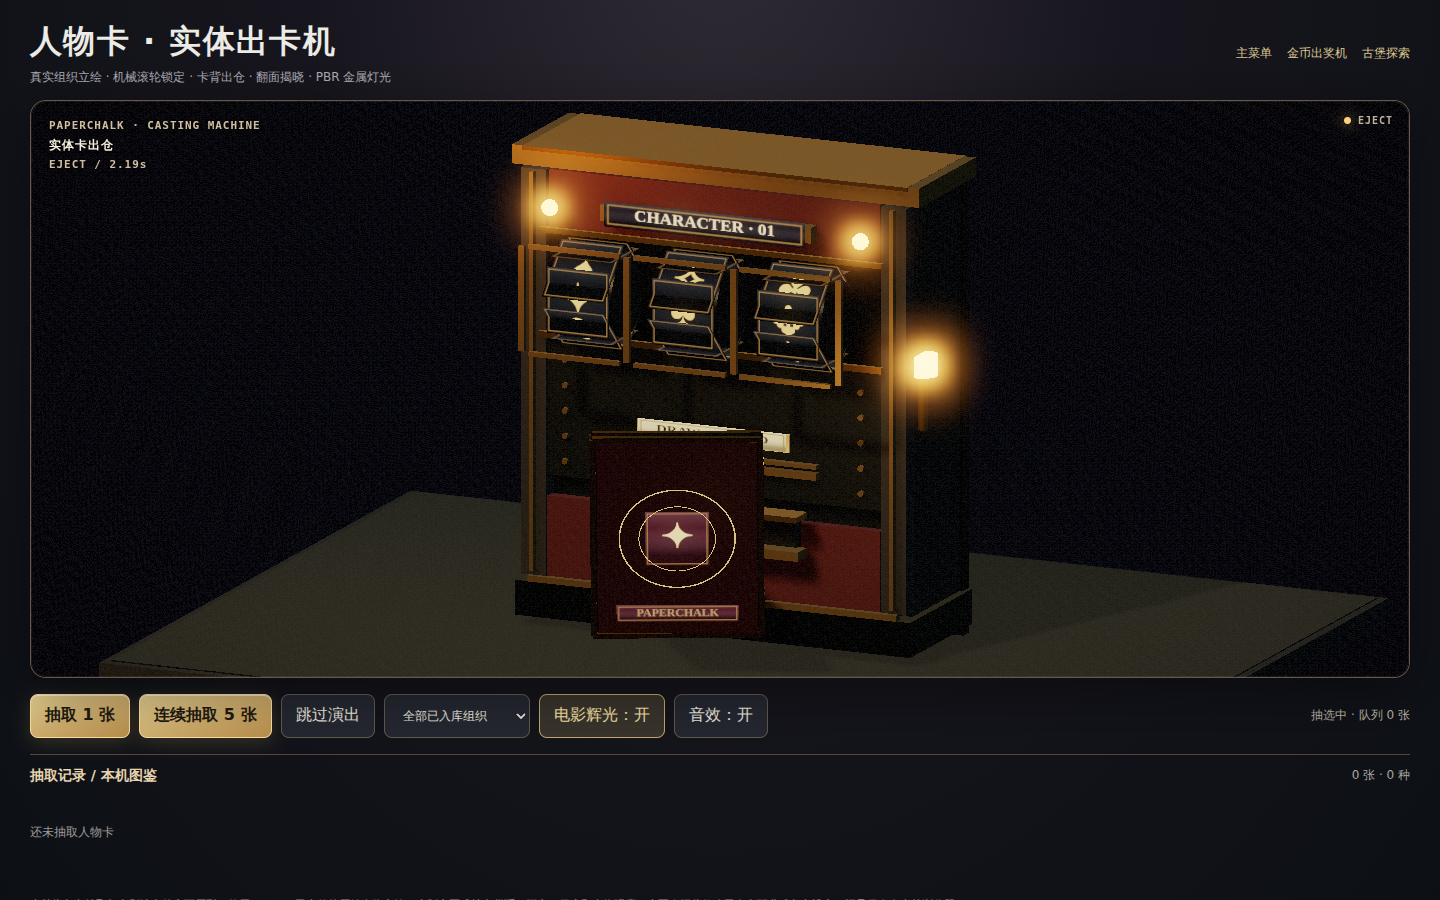 人物卡 · 实体出卡机
真实组织立绘 · 机械滚轮锁定 · 卡背出仓 · 翻面揭晓 · PBR 金属灯光
主菜单 金币出奖机 古堡探索
PAPERCHALK · CASTING MACHINE
实体卡出仓
EJECT / 2.19s
EJECT
CHARACTER · 01
PAPERCHALK
抽取 1 张 连续抽取 5 张 跳过演出 全部已入库组织 电影辉光：开 音效：开
抽选中 · 队列 0 张
抽取记录 / 本机图鉴
0 张 · 0 种
还未抽取人物卡